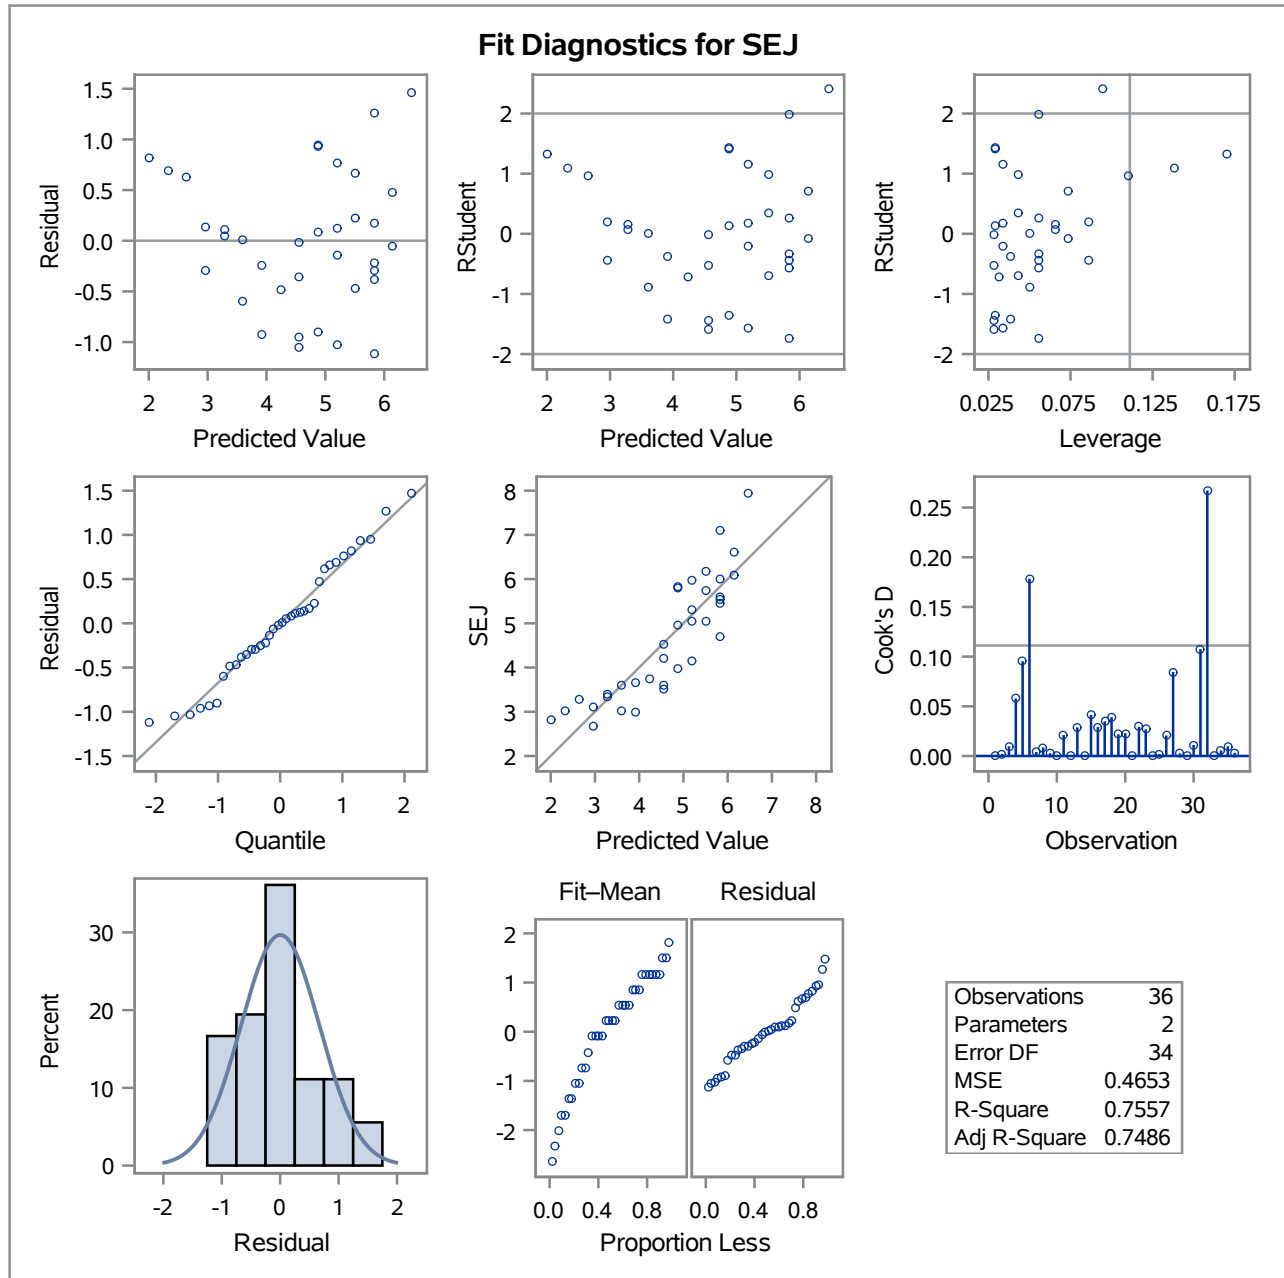 Fit Diagnostics for SEJ
1.5
1.0
0.5
0.0
-0.5
-1.0
Residual
2 3 4 5 6
Predicted Value
2
1
0
-1
-2
RStudent
2 3 4 5 6
Predicted Value
2
1
0
-1
-2
RStudent
0.025 0.075 0.125 0.175
Leverage
1.5
1.0
0.5
0.0
-0.5
-1.0
-1.5
Residual
-2 -1 0 1 2
Quantile
8
7
6
5
4
3
2
SEJ
2 3 4 5 6 7 8
Predicted Value
0.25
0.20
0.15
0.10
0.05
0.00
Cook's D
0 10 20 30
Observation
30
20
10
0
Percent
-2 -1 0 1 2
Residual
Fit–Mean Residual
2
1
0
-1
-2
0.0 0.4 0.8 0.0 0.4 0.8
Proportion Less
Observations 36
Parameters 2
Error DF 34
MSE 0.4653
R-Square 0.7557
Adj R-Square 0.7486